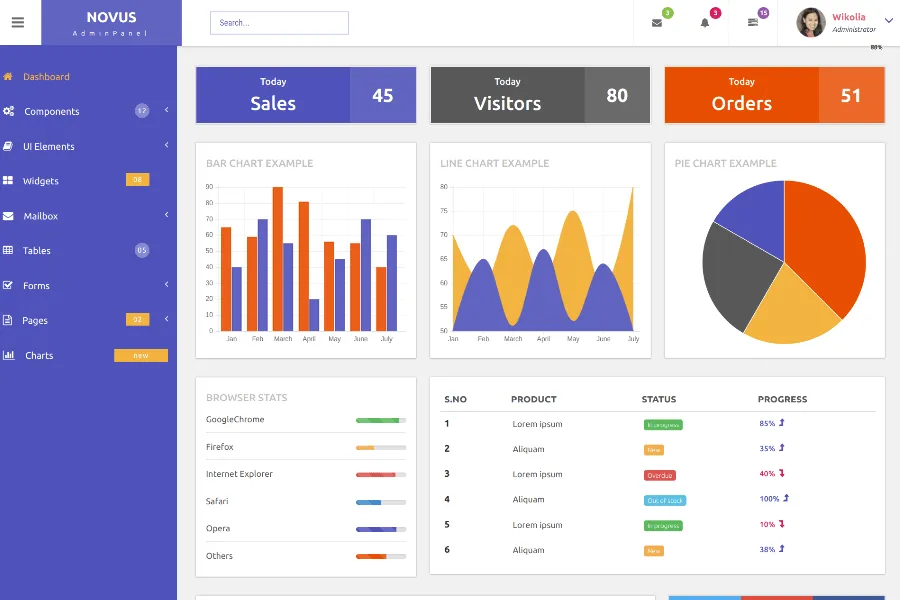 NOVUS
AdminPanel
Search...
3
3
15
Wikolia
Administrator
80%
Dashboard
Components 12
UI Elements
Widgets 08
Mailbox
Tables 05
Forms
Pages 02
Charts new
Today
Sales
45
Today
Visitors
80
Today
Orders
51
BAR CHART EXAMPLE
90
80
70
60
50
40
30
20
10
0
Jan Feb March April May June July
LINE CHART EXAMPLE
80
75
70
65
60
55
50
Jan Feb March April May June July
PIE CHART EXAMPLE
BROWSER STATS
GoogleChrome
Firefox
Internet Explorer
Safari
Opera
Others
S.NO PRODUCT STATUS PROGRESS
1 Lorem ipsum In progress 85%
2 Aliquam New 35%
3 Lorem ipsum Overdue 40%
4 Aliquam Out of stock 100%
5 Lorem ipsum In progress 10%
6 Aliquam New 38%